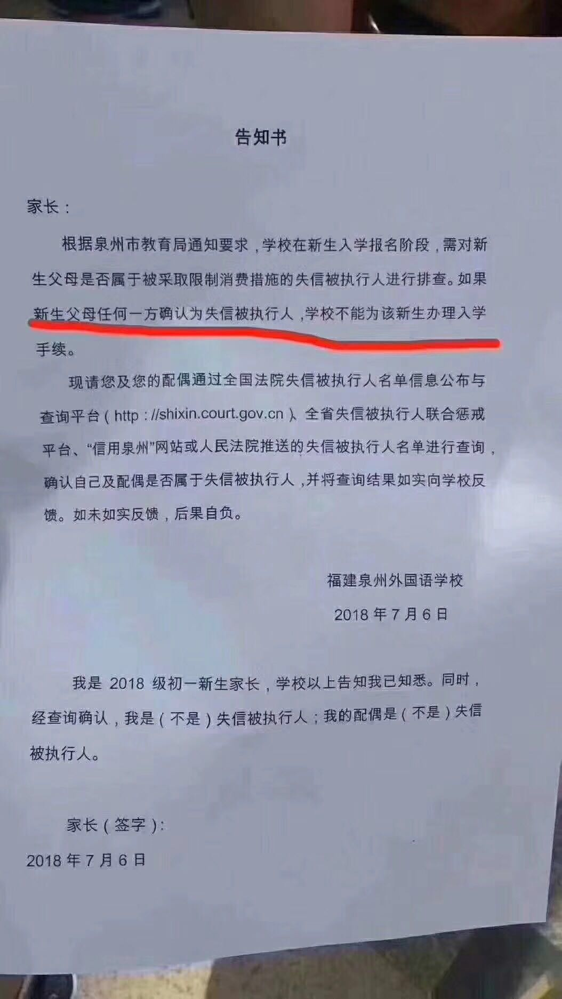 告知书
家长：
根据泉州市教育局通知要求，学校在新生入学报名阶段，需对新
生父母是否属于被采取限制消费措施的失信被执行人进行排查。如果
新生父母任何一方确认为失信被执行人，学校不能为该新生办理入学
手续。
现请您及您的配偶通过全国法院失信被执行人名单信息公布与
查询平台（http：//shixin.court.gov.cn）、全省失信被执行人联合惩戒
平台、“信用泉州”网站或人民法院推送的失信被执行人名单进行查询，
确认自己及配偶是否属于失信被执行人，并将查询结果如实向学校反
馈。如未如实反馈，后果自负。
福建泉州外国语学校
2018 年 7 月 6 日
我是 2018 级初一新生家长，学校以上告知我已知悉。同时，
经查询确认，我是（不是）失信被执行人；我的配偶是（不是）失信
被执行人。
家长（签字）：
2018 年 7 月 6 日